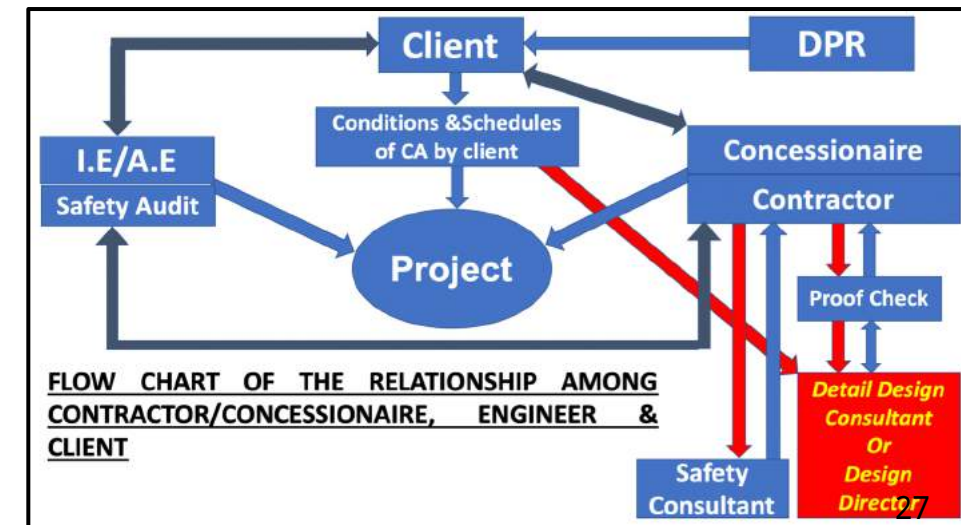 Client
DPR
Conditions &Schedules
of CA by client
I.E/A.E
Safety Audit
Concessionaire
Contractor
Project
Proof Check
FLOW CHART OF THE RELATIONSHIP AMONG
CONTRACTOR/CONCESSIONAIRE, ENGINEER &
CLIENT
Detail Design
Consultant
Or
Design
Director
Safety
Consultant
27